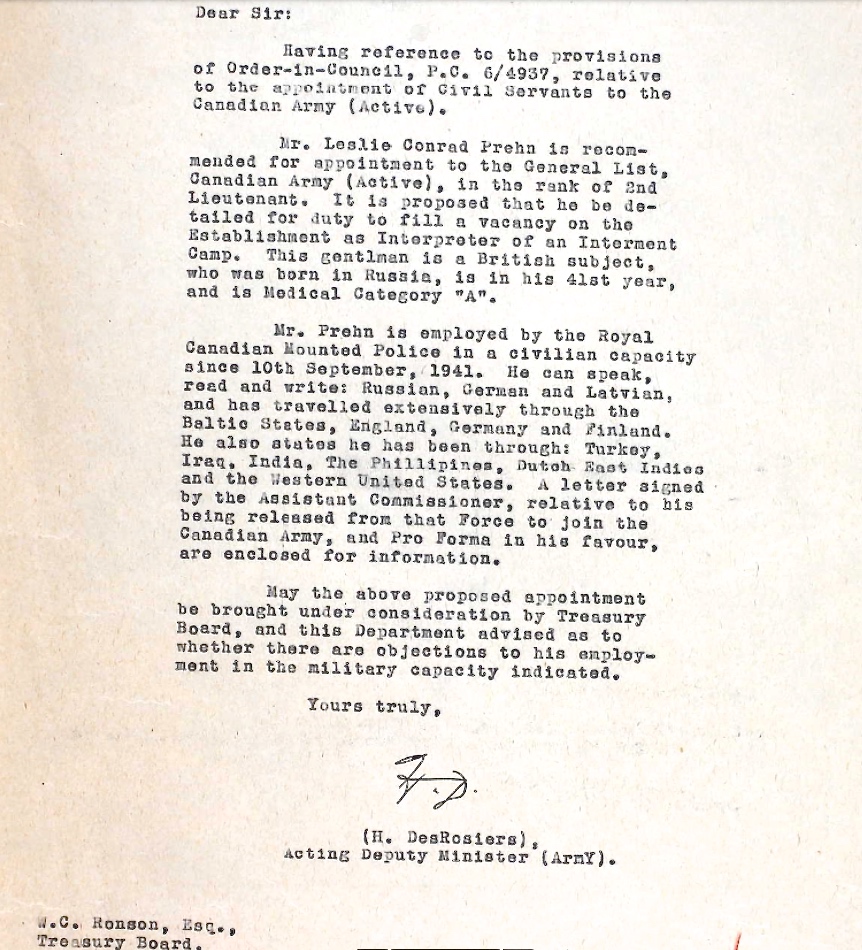 Dear Sir:
Having reference to the provisions
of Order-in-Council, P.C. 6/4937, relative
to the appointment of Civil Servants to the
Canadian Army (Active).
Mr. Leslie Conrad Prehn is recom-
mended for appointment to the General List,
Canadian Army (Active), in the rank of 2nd
Lieutenant. It is proposed that he be de-
tailed for duty to fill a vacancy on the
Establishment as Interpreter of an Interment
Camp. This gentlman is a British subject,
who was born in Russia, is in his 41st year,
and is Medical Category "A".
Mr. Prehn is employed by the Royal
Canadian Mounted Police in a civilian capacity
since 10th September, 1941. He can speak,
read and write: Russian, German and Latvian,
and has travelled extensively through the
Baltic States, England, Germany and Finland.
He also states he has been through: Turkey,
Iraq, India, The Phillipines, Dutch East Indies
and the Western United States. A letter signed
by the Assistant Commissioner, relative to his
being released from that Force to join the
Canadian Army, and Pro Forma in his favour,
are enclosed for information.
May the above proposed appointment
be brought under consideration by Treasury
Board, and this Department advised as to
whether there are objections to his employ-
ment in the military capacity indicated.
Yours truly,
H.D.
(H. DesRosiers),
Acting Deputy Minister (ArmY).
W.C. Ronson, Esq.,
Treasury Board.